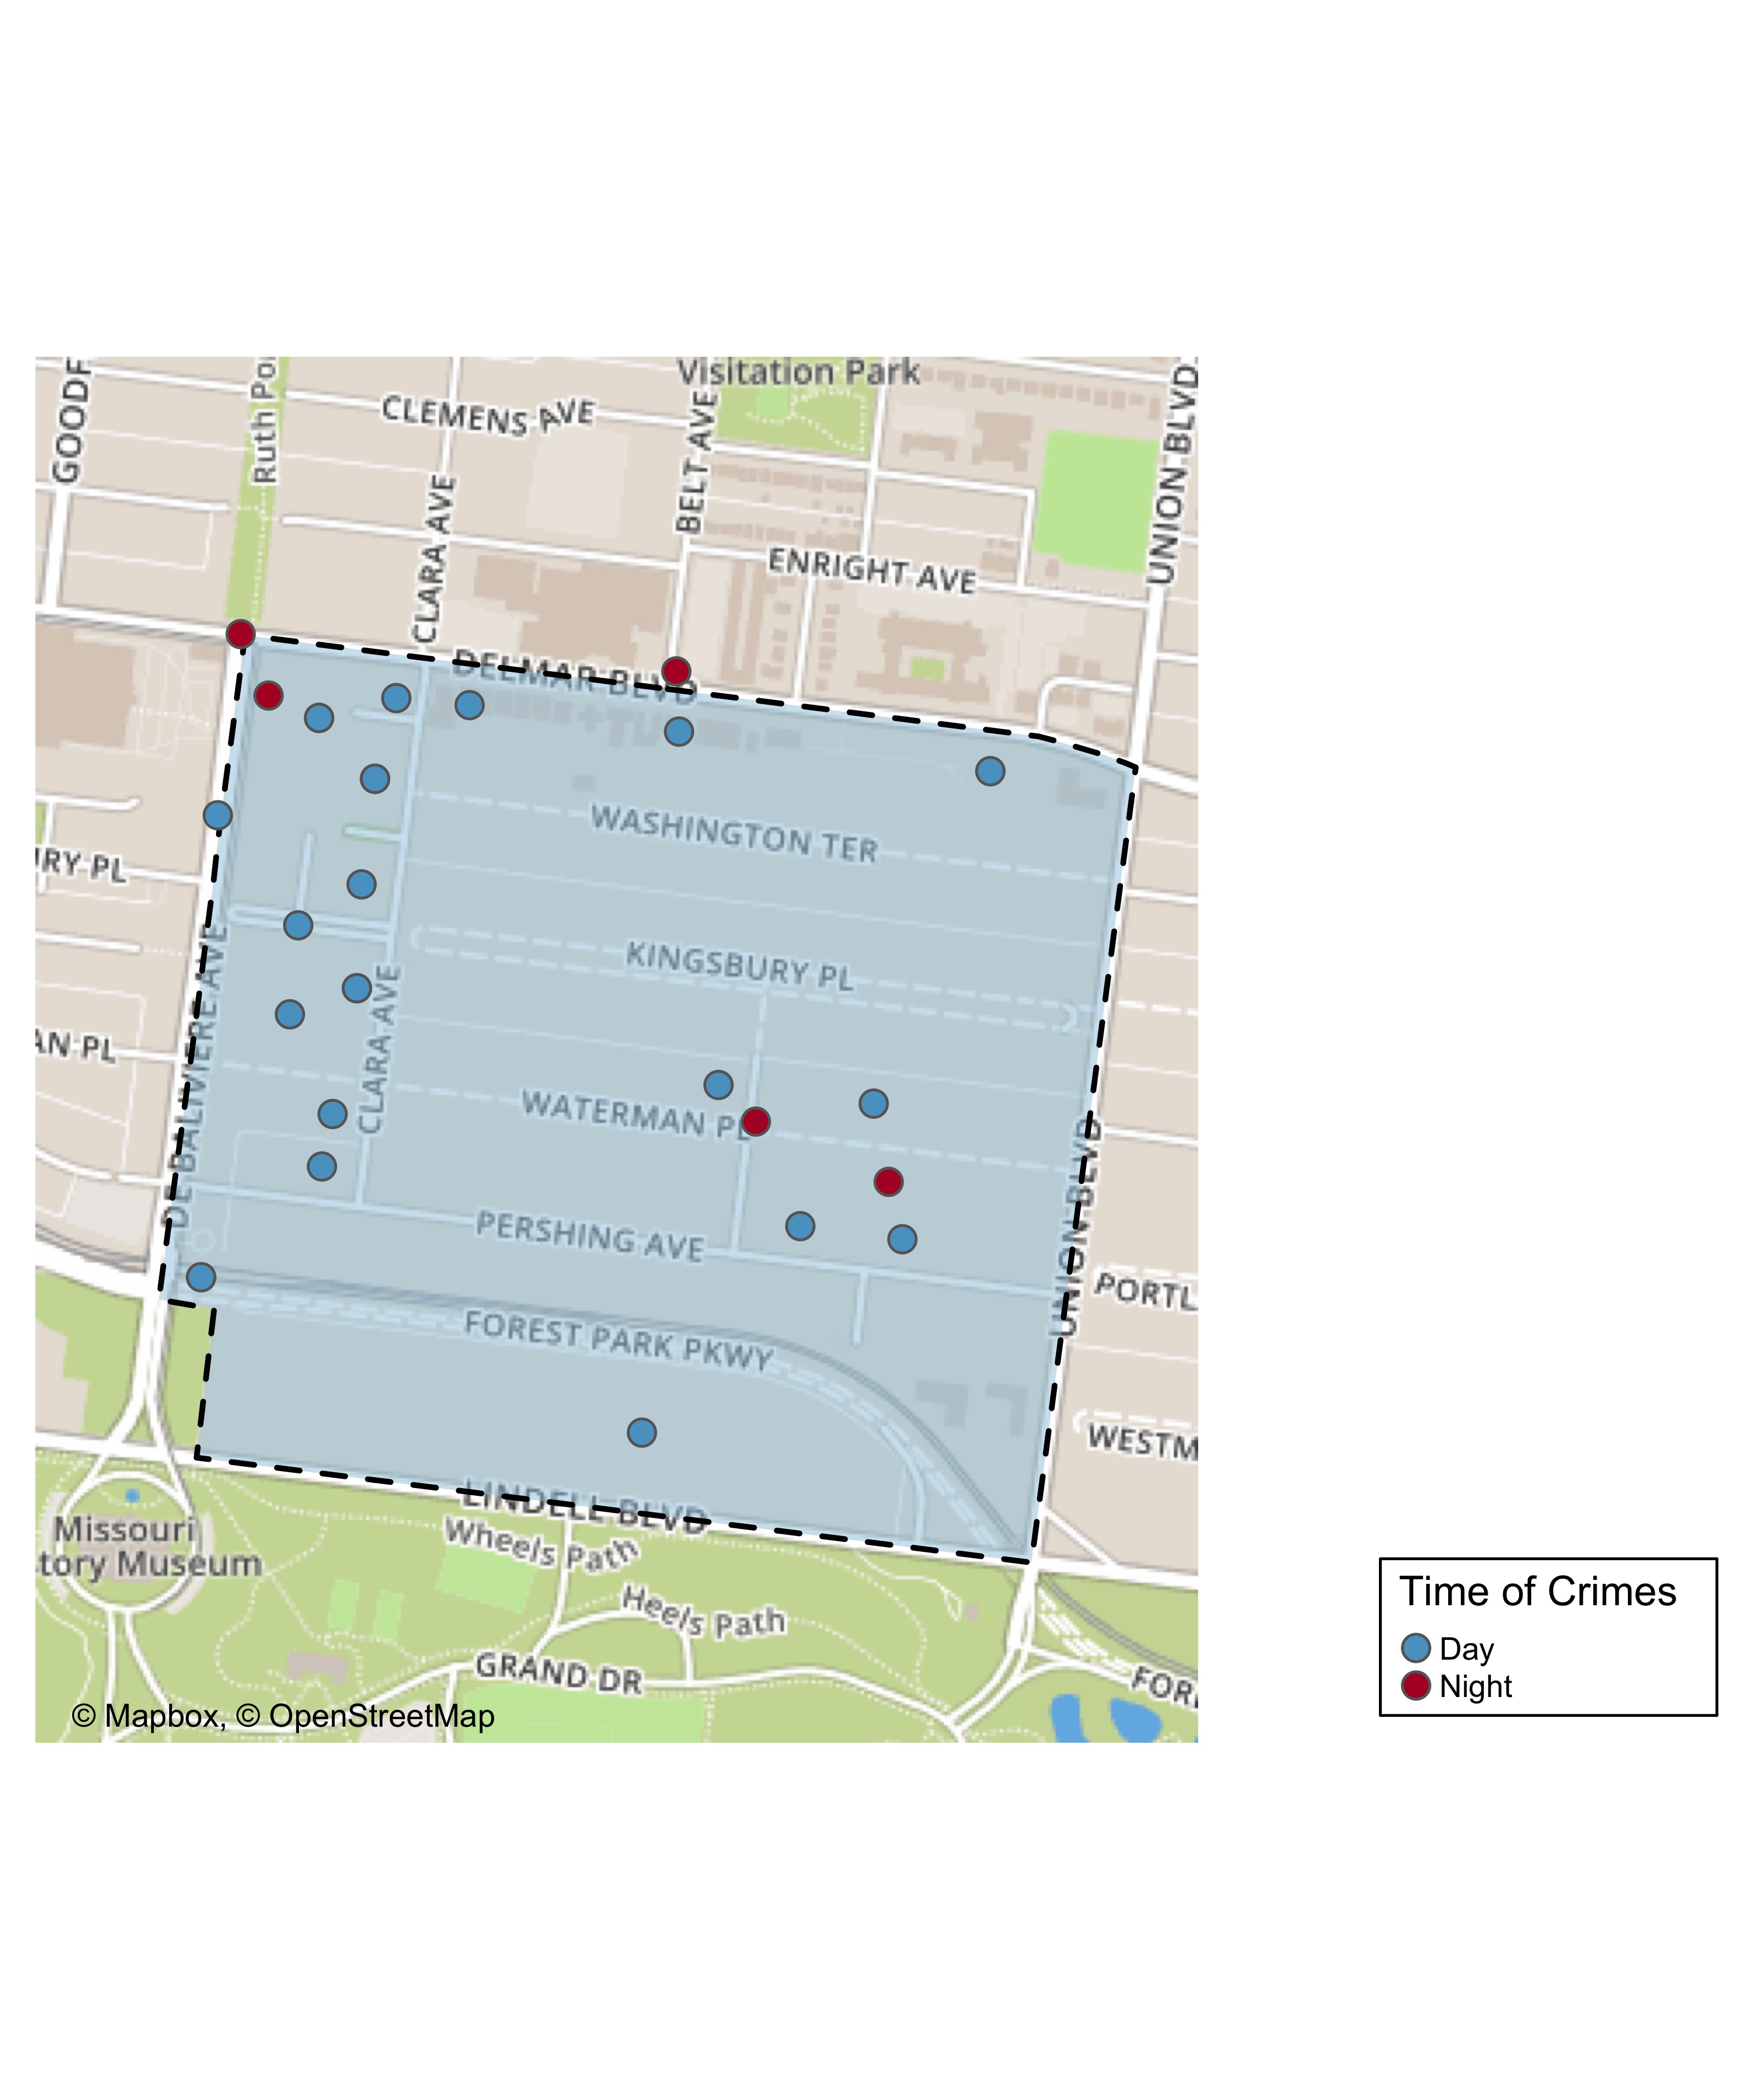 Visitation Park
GOODF
Ruth Po
CLEMENS AVE
BELT AVE
UNION BLVD
CLARA AVE
ENRIGHT AVE
DELMAR BLVD
WASHINGTON TER
IRY PL
KINGSBURY PL
DE BALIVIERE AVE
CLARA AVE
AN PL
WATERMAN PL
UNION BLVD
PERSHING AVE
PORTL
FOREST PARK PKWY
WESTM
LINDELL BLVD
Wheels Path
Missouri
tory Museum
Heels Path
GRAND DR
FOR
© Mapbox, © OpenStreetMap
Time of Crimes
Day
Night